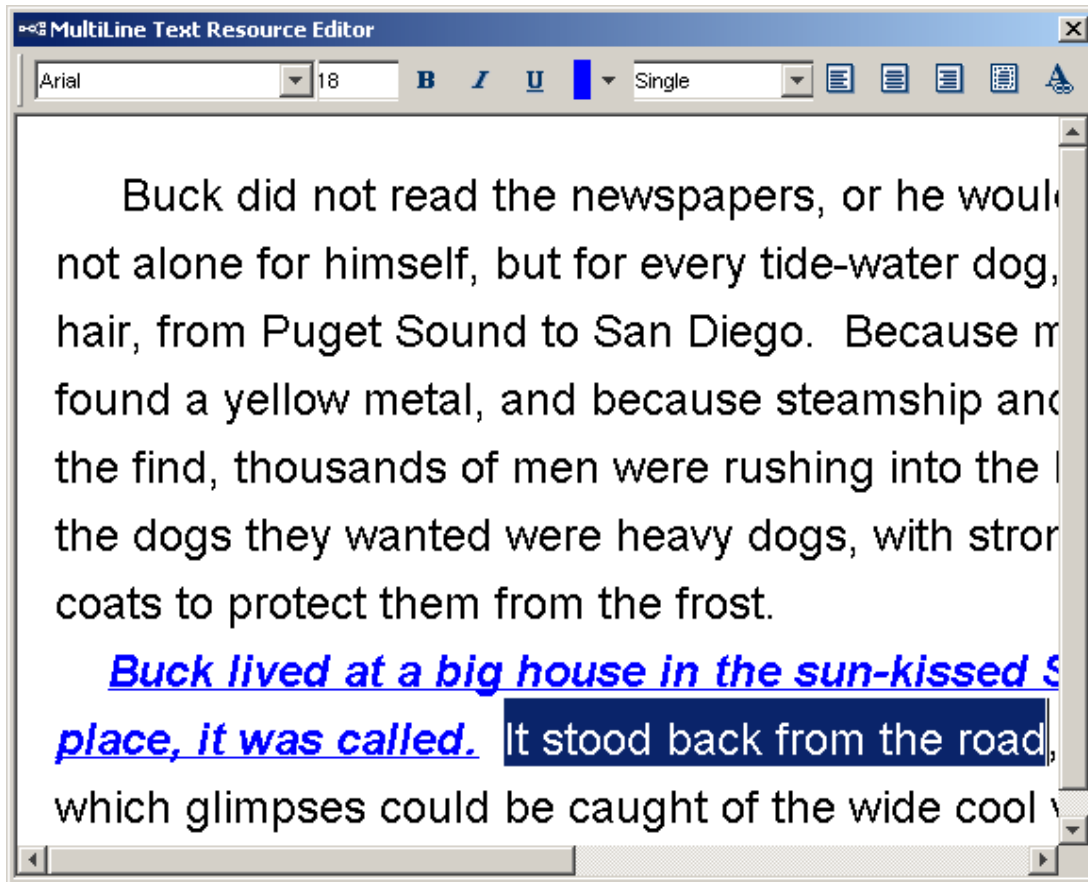 MultiLine Text Resource Editor
Arial 18 B I U Single A
Buck did not read the newspapers, or he
not alone for himself, but for every tide-water dog,
hair, from Puget Sound to San Diego.  Because
found a yellow metal, and because steamship
the find, thousands of men were rushing into the
the dogs they wanted were heavy dogs, with
coats to protect them from the frost.
Buck lived at a big house in the sun-kissed
place, it was called.  It stood back from the road,
which glimpses could be caught of the wide cool